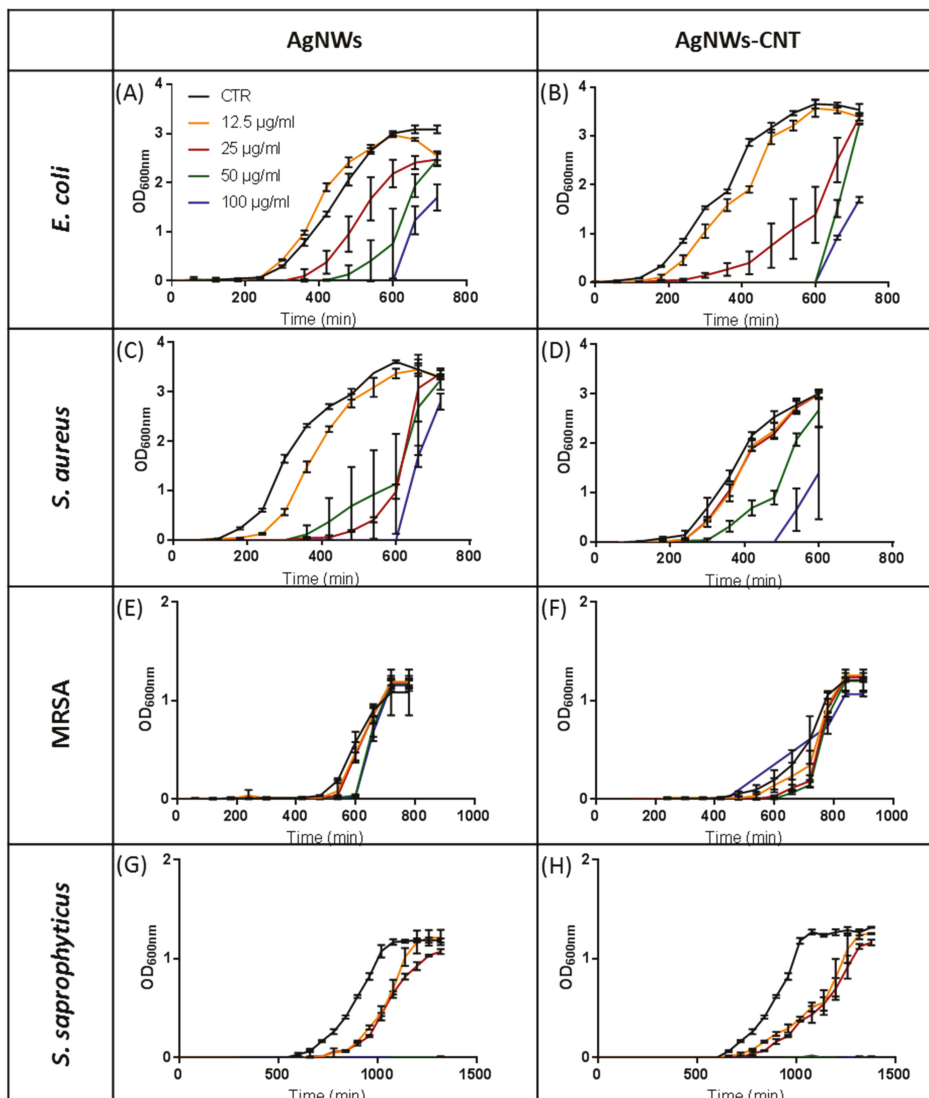 AgNWs
AgNWs-CNT
E. coli
(A)
CTR
12.5 µg/ml
25 µg/ml
50 µg/ml
100 µg/ml
OD600nm
4
3
2
1
0
0 200 400 600 800
Time (min)
(B)
OD600nm
4
3
2
1
0
0 200 400 600 800
Time (min)
S. aureus
(C)
OD600nm
4
3
2
1
0
0 200 400 600 800
Time (min)
(D)
OD600nm
4
3
2
1
0
0 200 400 600 800
Time (min)
MRSA
(E)
OD600nm
2
1
0
0 200 400 600 800 1000
Time (min)
(F)
OD600nm
2
1
0
0 200 400 600 800 1000
Time (min)
S. saprophyticus
(G)
OD600nm
2
1
0
0 500 1000 1500
Time (min)
(H)
OD600nm
2
1
0
0 500 1000 1500
Time (min)